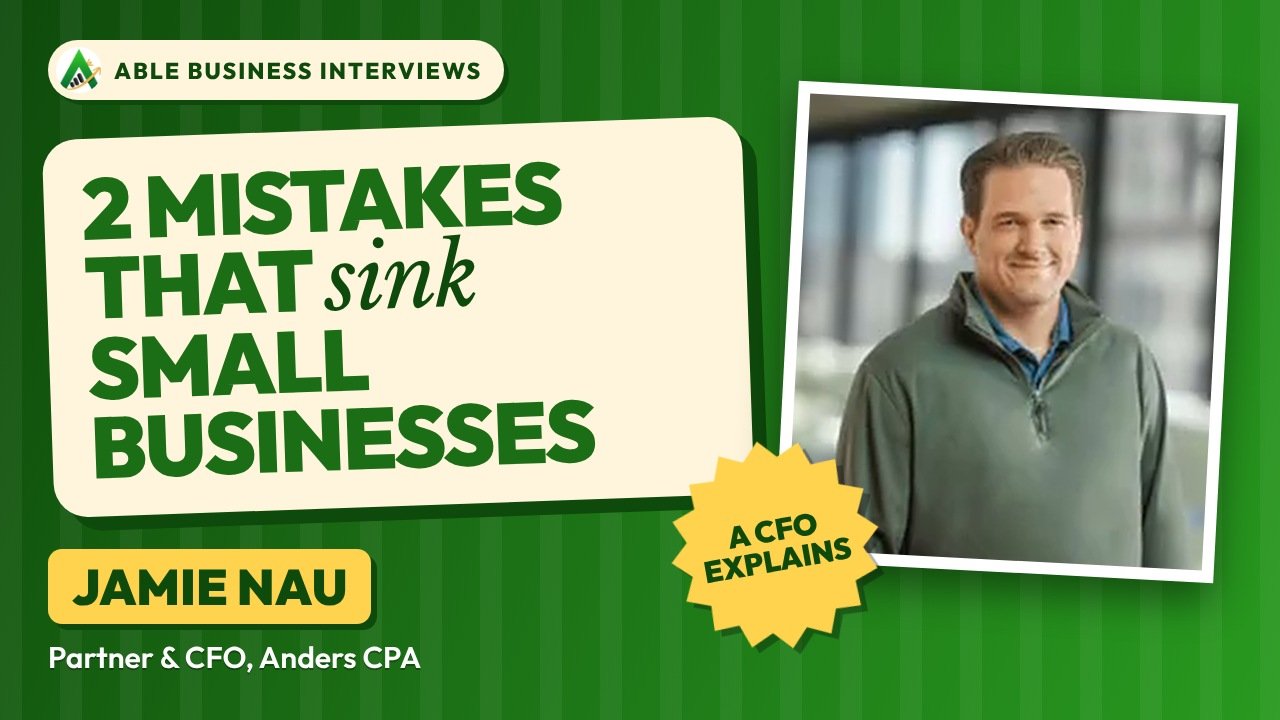 ABLE BUSINESS INTERVIEWS
2 MISTAKES
THAT sink
SMALL
BUSINESSES
A CFO
EXPLAINS
JAMIE NAU
Partner & CFO, Anders CPA